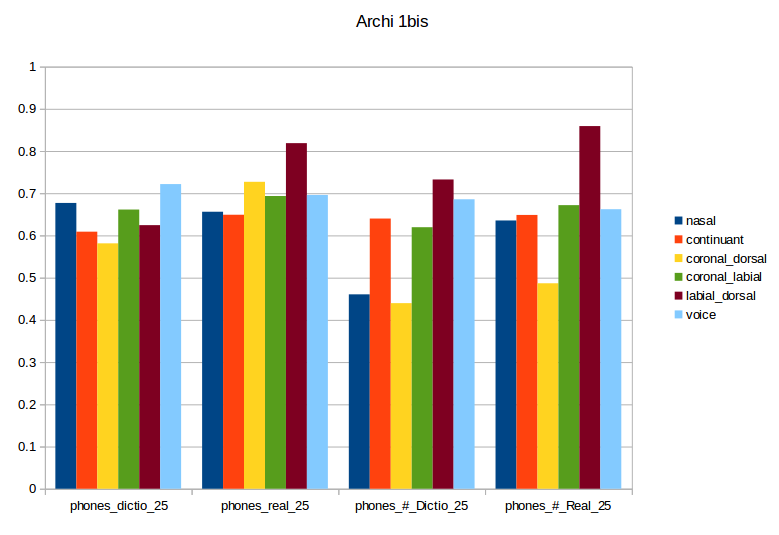 Archi 1bis
1
0.9
0.8
0.7
0.6
0.5
0.4
0.3
0.2
0.1
0
phones_dictio_25 phones_real_25 phones_#_Dictio_25 phones_#_Real_25
nasal
continuant
coronal_dorsal
coronal_labial
labial_dorsal
voice